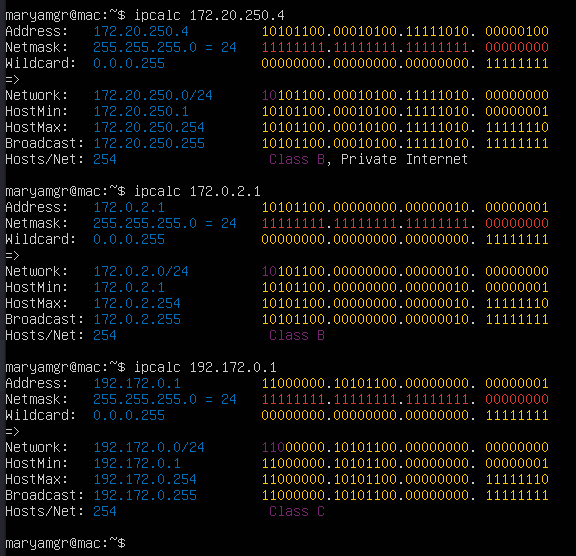 maryamgr@mac:~$ ipcalc 172.20.250.4
Address: 172.20.250.4 10101100.00010100.11111010. 00000100
Netmask: 255.255.255.0 = 24 11111111.11111111.11111111. 00000000
Wildcard: 0.0.0.255 00000000.00000000.00000000. 11111111
=>
Network: 172.20.250.0/24 10101100.00010100.11111010. 00000000
HostMin: 172.20.250.1 10101100.00010100.11111010. 00000001
HostMax: 172.20.250.254 10101100.00010100.11111010. 11111110
Broadcast: 172.20.250.255 10101100.00010100.11111010. 11111111
Hosts/Net: 254 Class B, Private Internet
maryamgr@mac:~$ ipcalc 172.0.2.1
Address: 172.0.2.1 10101100.00000000.00000010. 00000001
Netmask: 255.255.255.0 = 24 11111111.11111111.11111111. 00000000
Wildcard: 0.0.0.255 00000000.00000000.00000000. 11111111
=>
Network: 172.0.2.0/24 10101100.00000000.00000010. 00000000
HostMin: 172.0.2.1 10101100.00000000.00000010. 00000001
HostMax: 172.0.2.254 10101100.00000000.00000010. 11111110
Broadcast: 172.0.2.255 10101100.00000000.00000010. 11111111
Hosts/Net: 254 Class B
maryamgr@mac:~$ ipcalc 192.172.0.1
Address: 192.172.0.1 11000000.10101100.00000000. 00000001
Netmask: 255.255.255.0 = 24 11111111.11111111.11111111. 00000000
Wildcard: 0.0.0.255 00000000.00000000.00000000. 11111111
=>
Network: 192.172.0.0/24 11000000.10101100.00000000. 00000000
HostMin: 192.172.0.1 11000000.10101100.00000000. 00000001
HostMax: 192.172.0.254 11000000.10101100.00000000. 11111110
Broadcast: 192.172.0.255 11000000.10101100.00000000. 11111111
Hosts/Net: 254 Class C
maryamgr@mac:~$